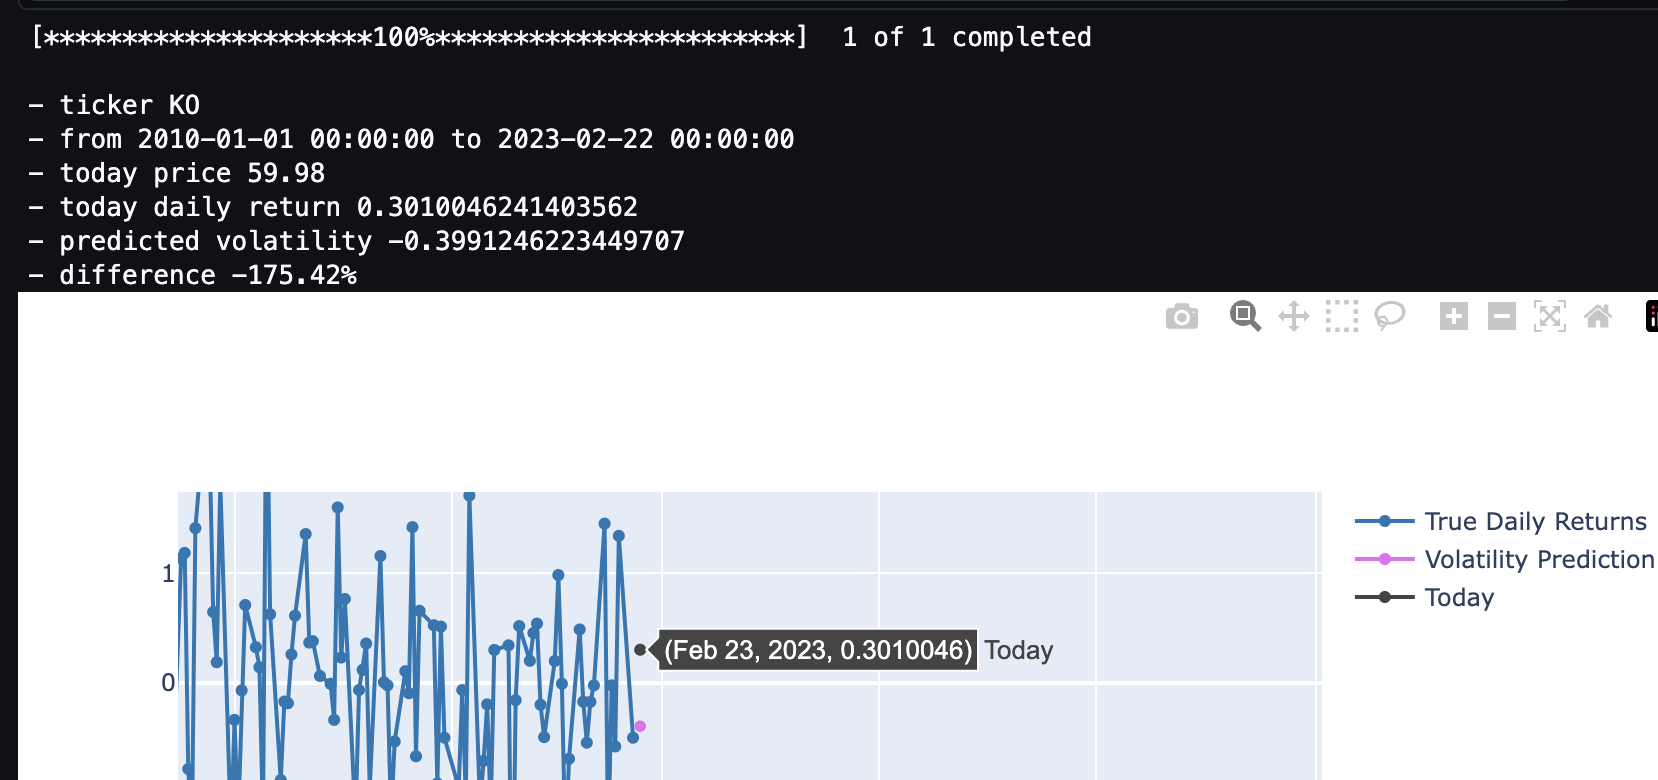 [*********************100%***********************]  1 of 1 completed
- ticker KO
- from 2010-01-01 00:00:00 to 2023-02-22 00:00:00
- today price 59.98
- today daily return 0.3010046241403562
- predicted volatility -0.3991246223449707
- difference -175.42%
True Daily Returns
Volatility Prediction
Today
1
(Feb 23, 2023, 0.3010046) Today
0